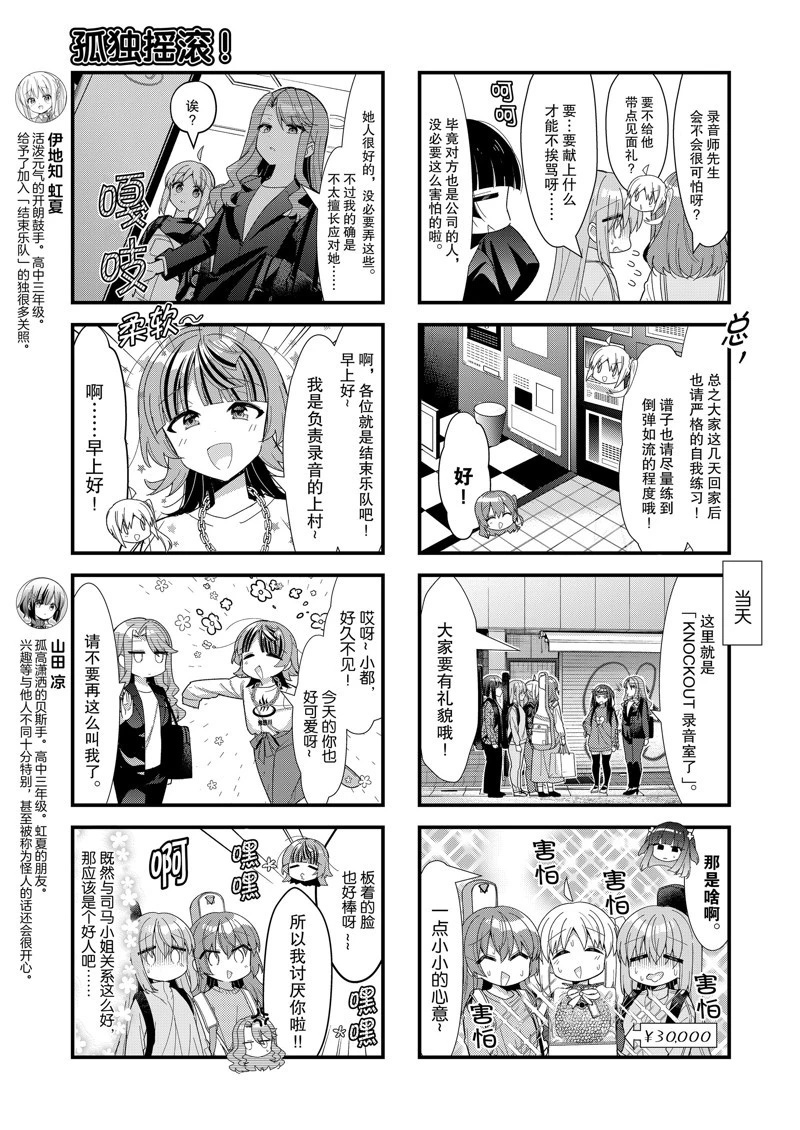 孤独摇滚！
伊地知 虹夏
活泼元气的开朗鼓手。高中三年级。
给予了加入「结束乐队」的独很多关照。
山田 凉
孤高潇洒的贝斯手。高中三年级。虹夏的朋友。
兴趣等与他人不同十分特别，甚至被称为怪人的话还会很开心。
录音师先生
会不会很可怕呀？
要不给他
带点见面礼？
要…要献上什么
才能不挨骂呀…
呵呵
毕竟对方也是公司的人，
没必要这么害怕的啦。
总，
总之大家这几天回家后
也请严格的自我练习！
谱子也请尽量练到
倒弹如流的程度哦！
好！
当天
这里就是
「KNOCKOUT 录音室了」。
大家要有礼貌哦！
那是啥啊。
害怕
害怕
害怕
害怕
一点小小的心意~
¥30,000
她人很好的，没必要弄这些。
不过我的确是
不太擅长应对她……
诶？
嘎吱
柔软~
啊，各位就是结束乐队吧！
早上好~
我是负责录音的上村~
啊……早上好！
哎呀~小都，
好久不见！
今天的你也
好可爱呀~
请不要再这么叫我了。
板着的脸
也好棒呀~~
嘿嘿
所以我讨厌你啦！！
嘿嘿
啊
既然与司马小姐关系这么好
那应该是个好人吧……